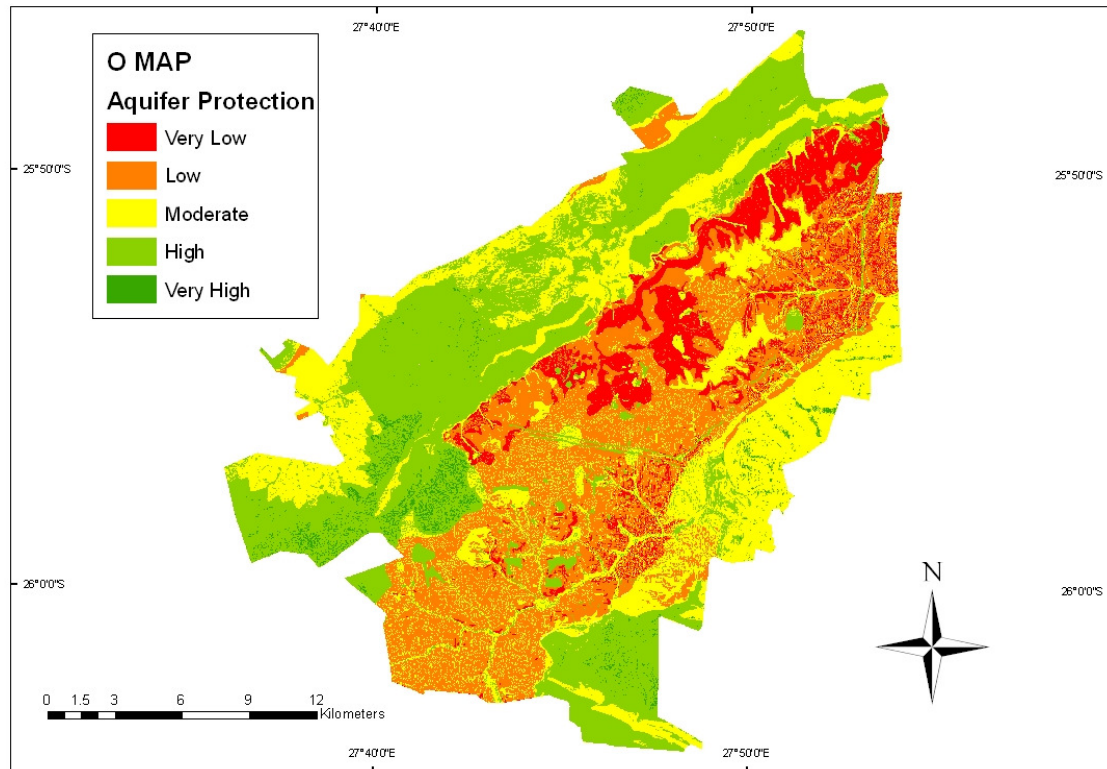 27°40'0"E 27°50'0"E
O MAP
Aquifer Protection
Very Low
Low
Moderate
High
Very High
25°50'0"S 25°50'0"S
26°0'0"S 26°0'0"S
N
0 1.5 3 6 9 12
Kilometers
27°40'0"E 27°50'0"E